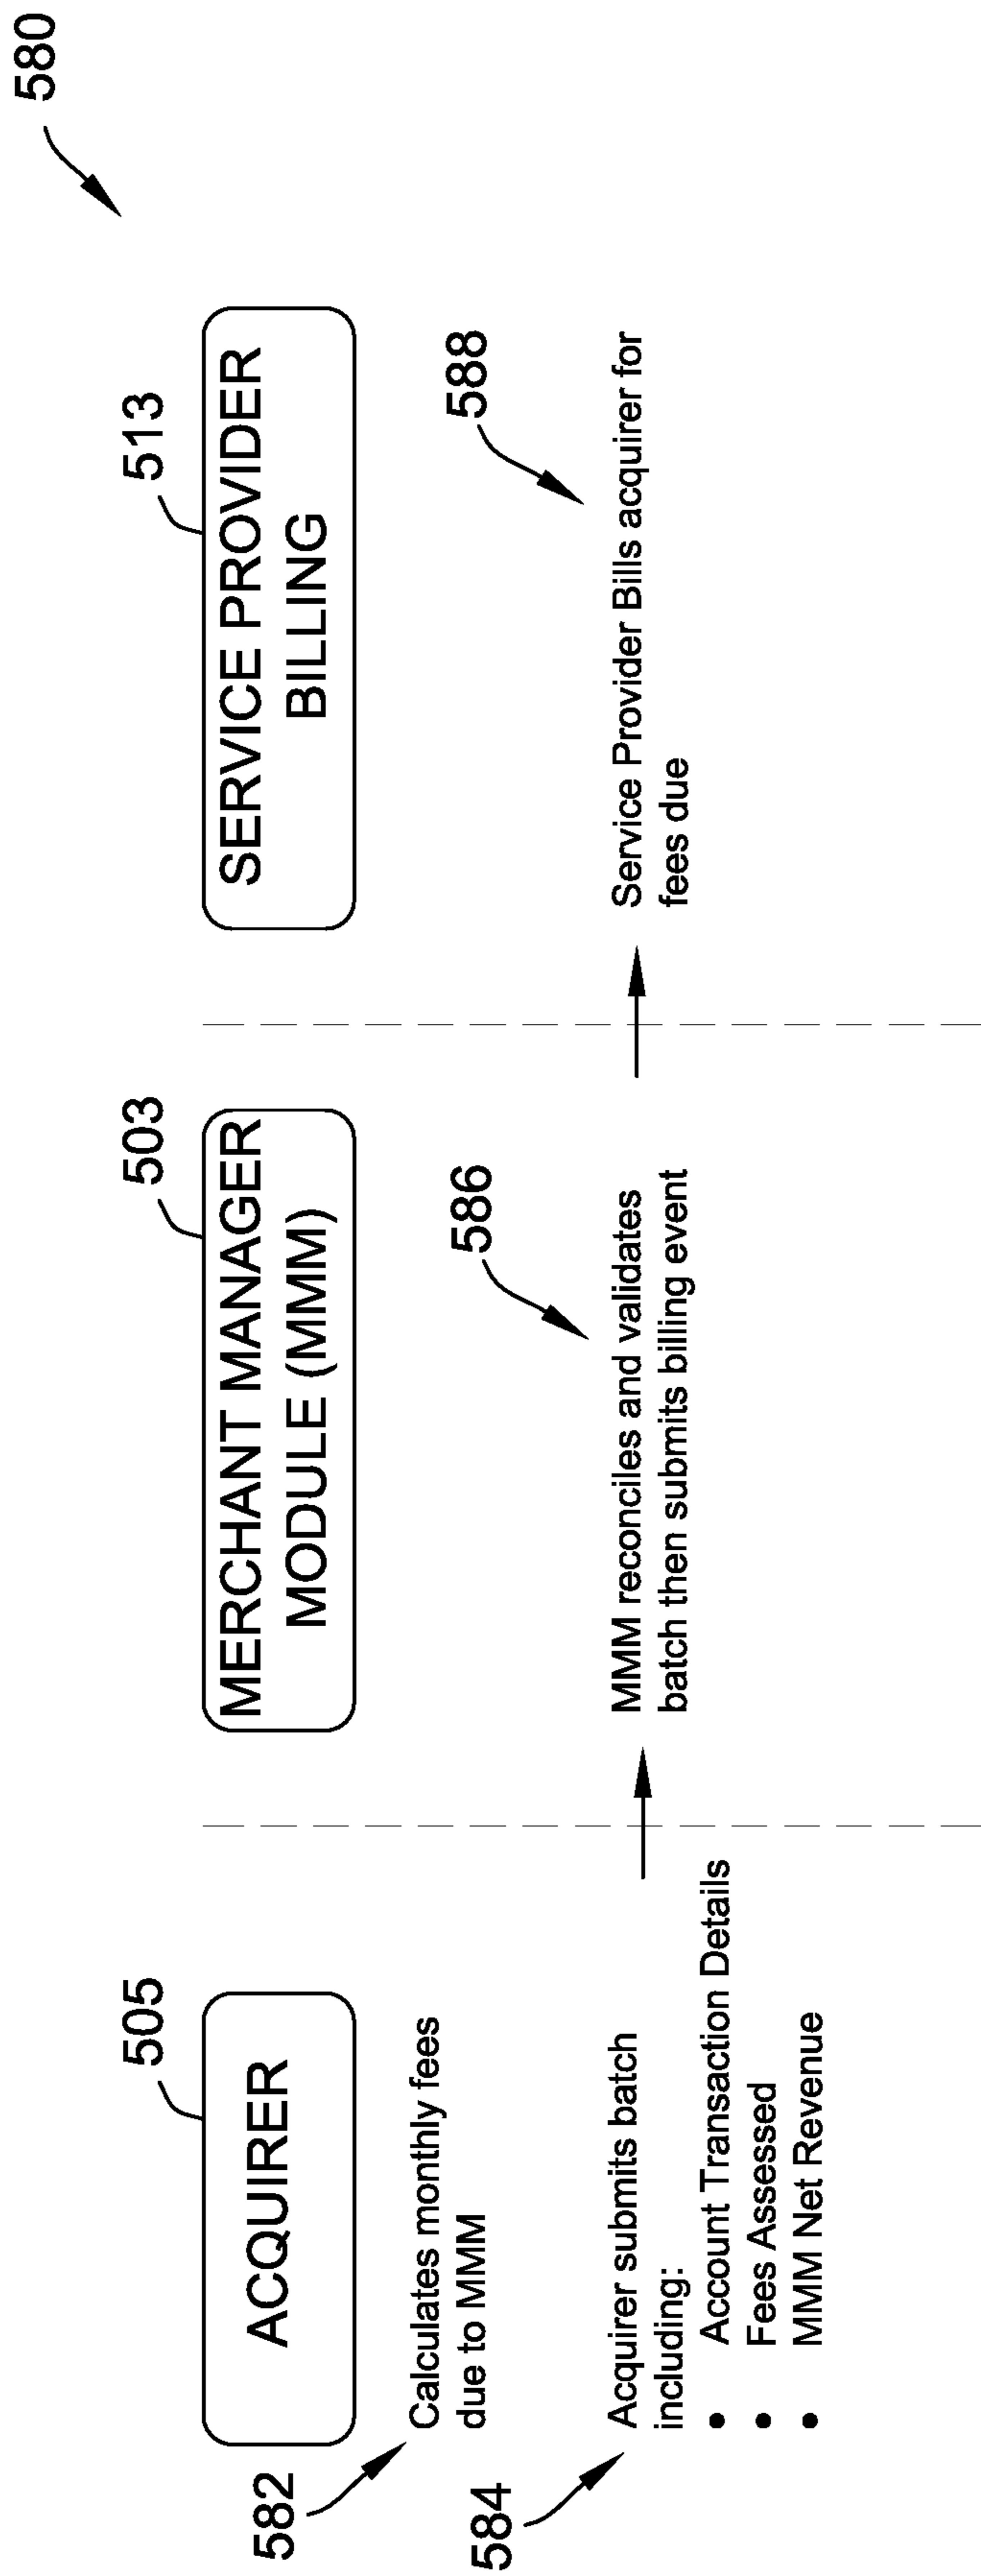 580
505
ACQUIRER
503
MERCHANT MANAGER
MODULE (MMM)
513
SERVICE PROVIDER
BILLING
582
Calculates monthly fees
due to MMM
584
Acquirer submits batch
including:
• Account Transaction Details
• Fees Assessed
• MMM Net Revenue
586
MMM reconciles and validates
batch then submits billing event
588
Service Provider Bills acquirer for
fees due